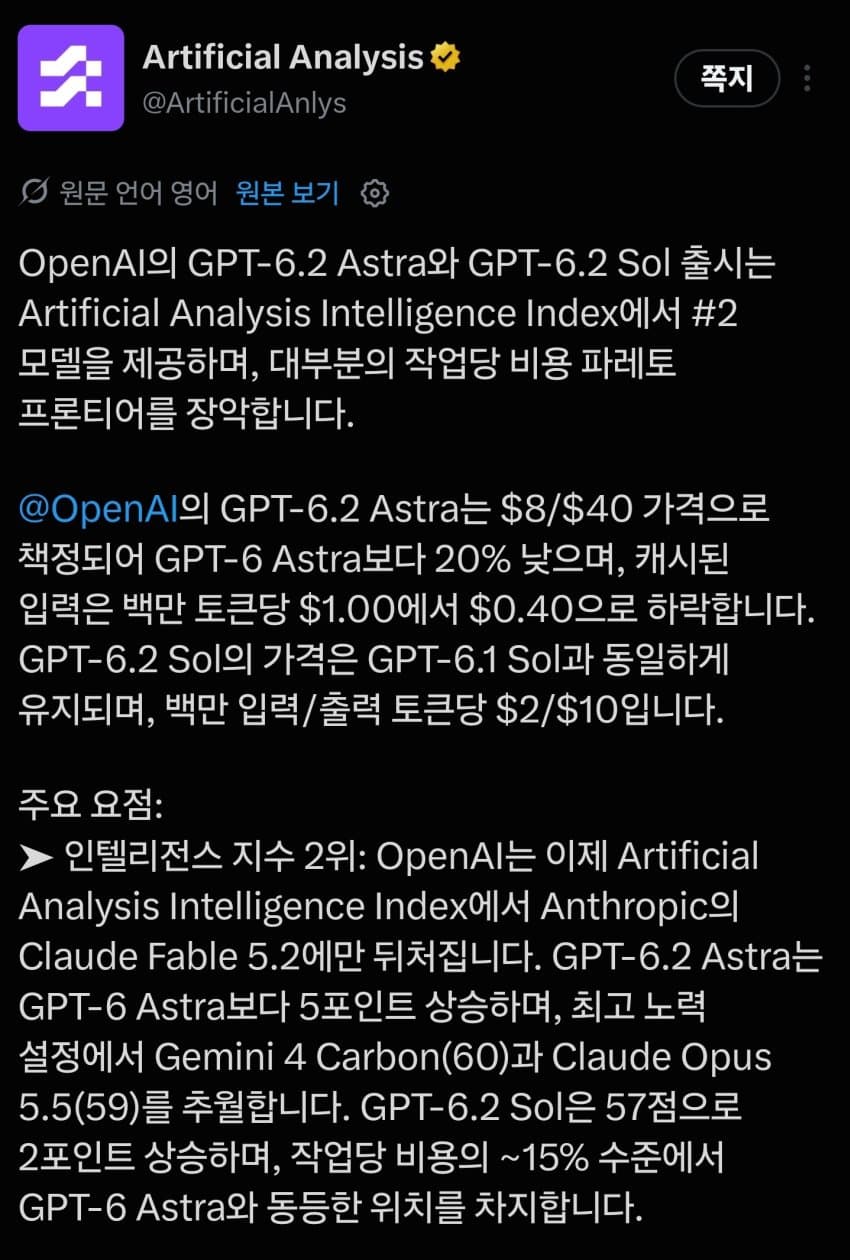 Artificial Analysis
@ArtificialAnlys
쪽지
원문 언어 영어 원본 보기
OpenAI의 GPT-6.2 Astra와 GPT-6.2 Sol 출시는
Artificial Analysis Intelligence Index에서 #2
모델을 제공하며, 대부분의 작업당 비용 파레토
프론티어를 장악합니다.
@OpenAI의 GPT-6.2 Astra는 $8/$40 가격으로
책정되어 GPT-6 Astra보다 20% 낮으며, 캐시된
입력은 백만 토큰당 $1.00에서 $0.40으로 하락합니다.
GPT-6.2 Sol의 가격은 GPT-6.1 Sol과 동일하게
유지되며, 백만 입력/출력 토큰당 $2/$10입니다.
주요 요점:
➤ 인텔리전스 지수 2위: OpenAI는 이제 Artificial
Analysis Intelligence Index에서 Anthropic의
Claude Fable 5.2에만 뒤처집니다. GPT-6.2 Astra는
GPT-6 Astra보다 5포인트 상승하며, 최고 노력
설정에서 Gemini 4 Carbon(60)과 Claude Opus
5.5(59)를 추월합니다. GPT-6.2 Sol은 57점으로
2포인트 상승하며, 작업당 비용의 ~15% 수준에서
GPT-6 Astra와 동등한 위치를 차지합니다.